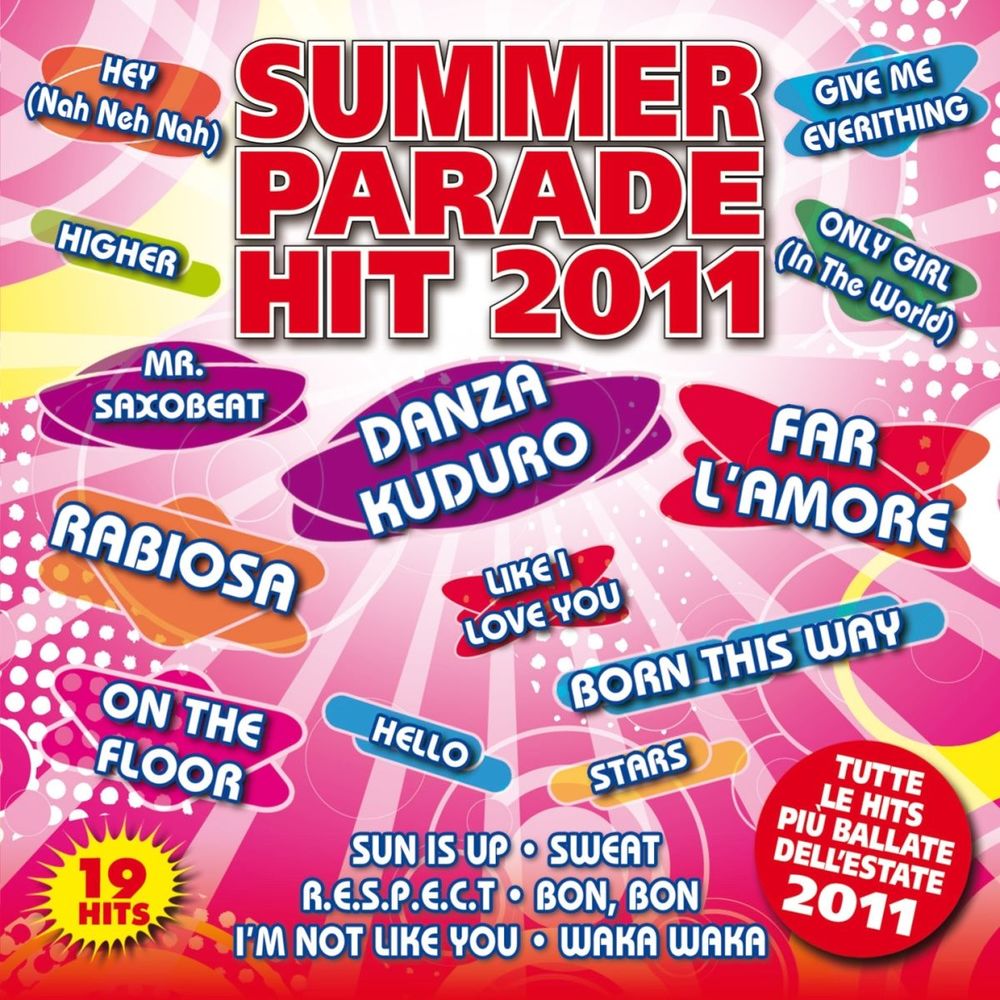 SUMMER
PARADE
HIT 2011
HEY
(Nah Neh Nah)
GIVE ME
EVERITHING
HIGHER
ONLY GIRL
(In The World)
MR.
SAXOBEAT
DANZA
KUDURO
FAR
L'AMORE
RABIOSA
LIKE I
LOVE YOU
BORN THIS WAY
ON THE
FLOOR
HELLO
STARS
TUTTE
LE HITS
PIÙ BALLATE
DELL'ESTATE
2011
19
HITS
SUN IS UP • SWEAT
R.E.S.P.E.C.T • BON, BON
I'M NOT LIKE YOU • WAKA WAKA